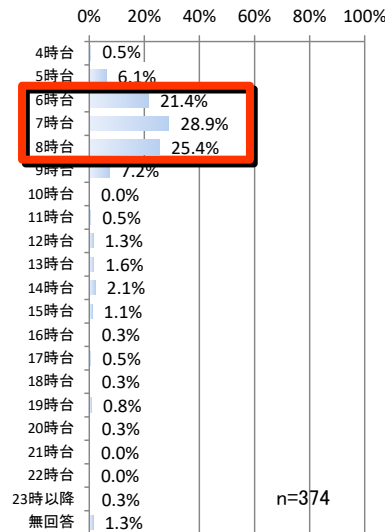 0% 20% 40% 60% 80% 100%
4時台 0.5%
5時台 6.1%
6時台 21.4%
7時台 28.9%
8時台 25.4%
9時台 7.2%
10時台 0.0%
11時台 0.5%
12時台 1.3%
13時台 1.6%
14時台 2.1%
15時台 1.1%
16時台 0.3%
17時台 0.5%
18時台 0.3%
19時台 0.8%
20時台 0.3%
21時台 0.0%
22時台 0.0%
23時以降 0.3% n=374
無回答 1.3%